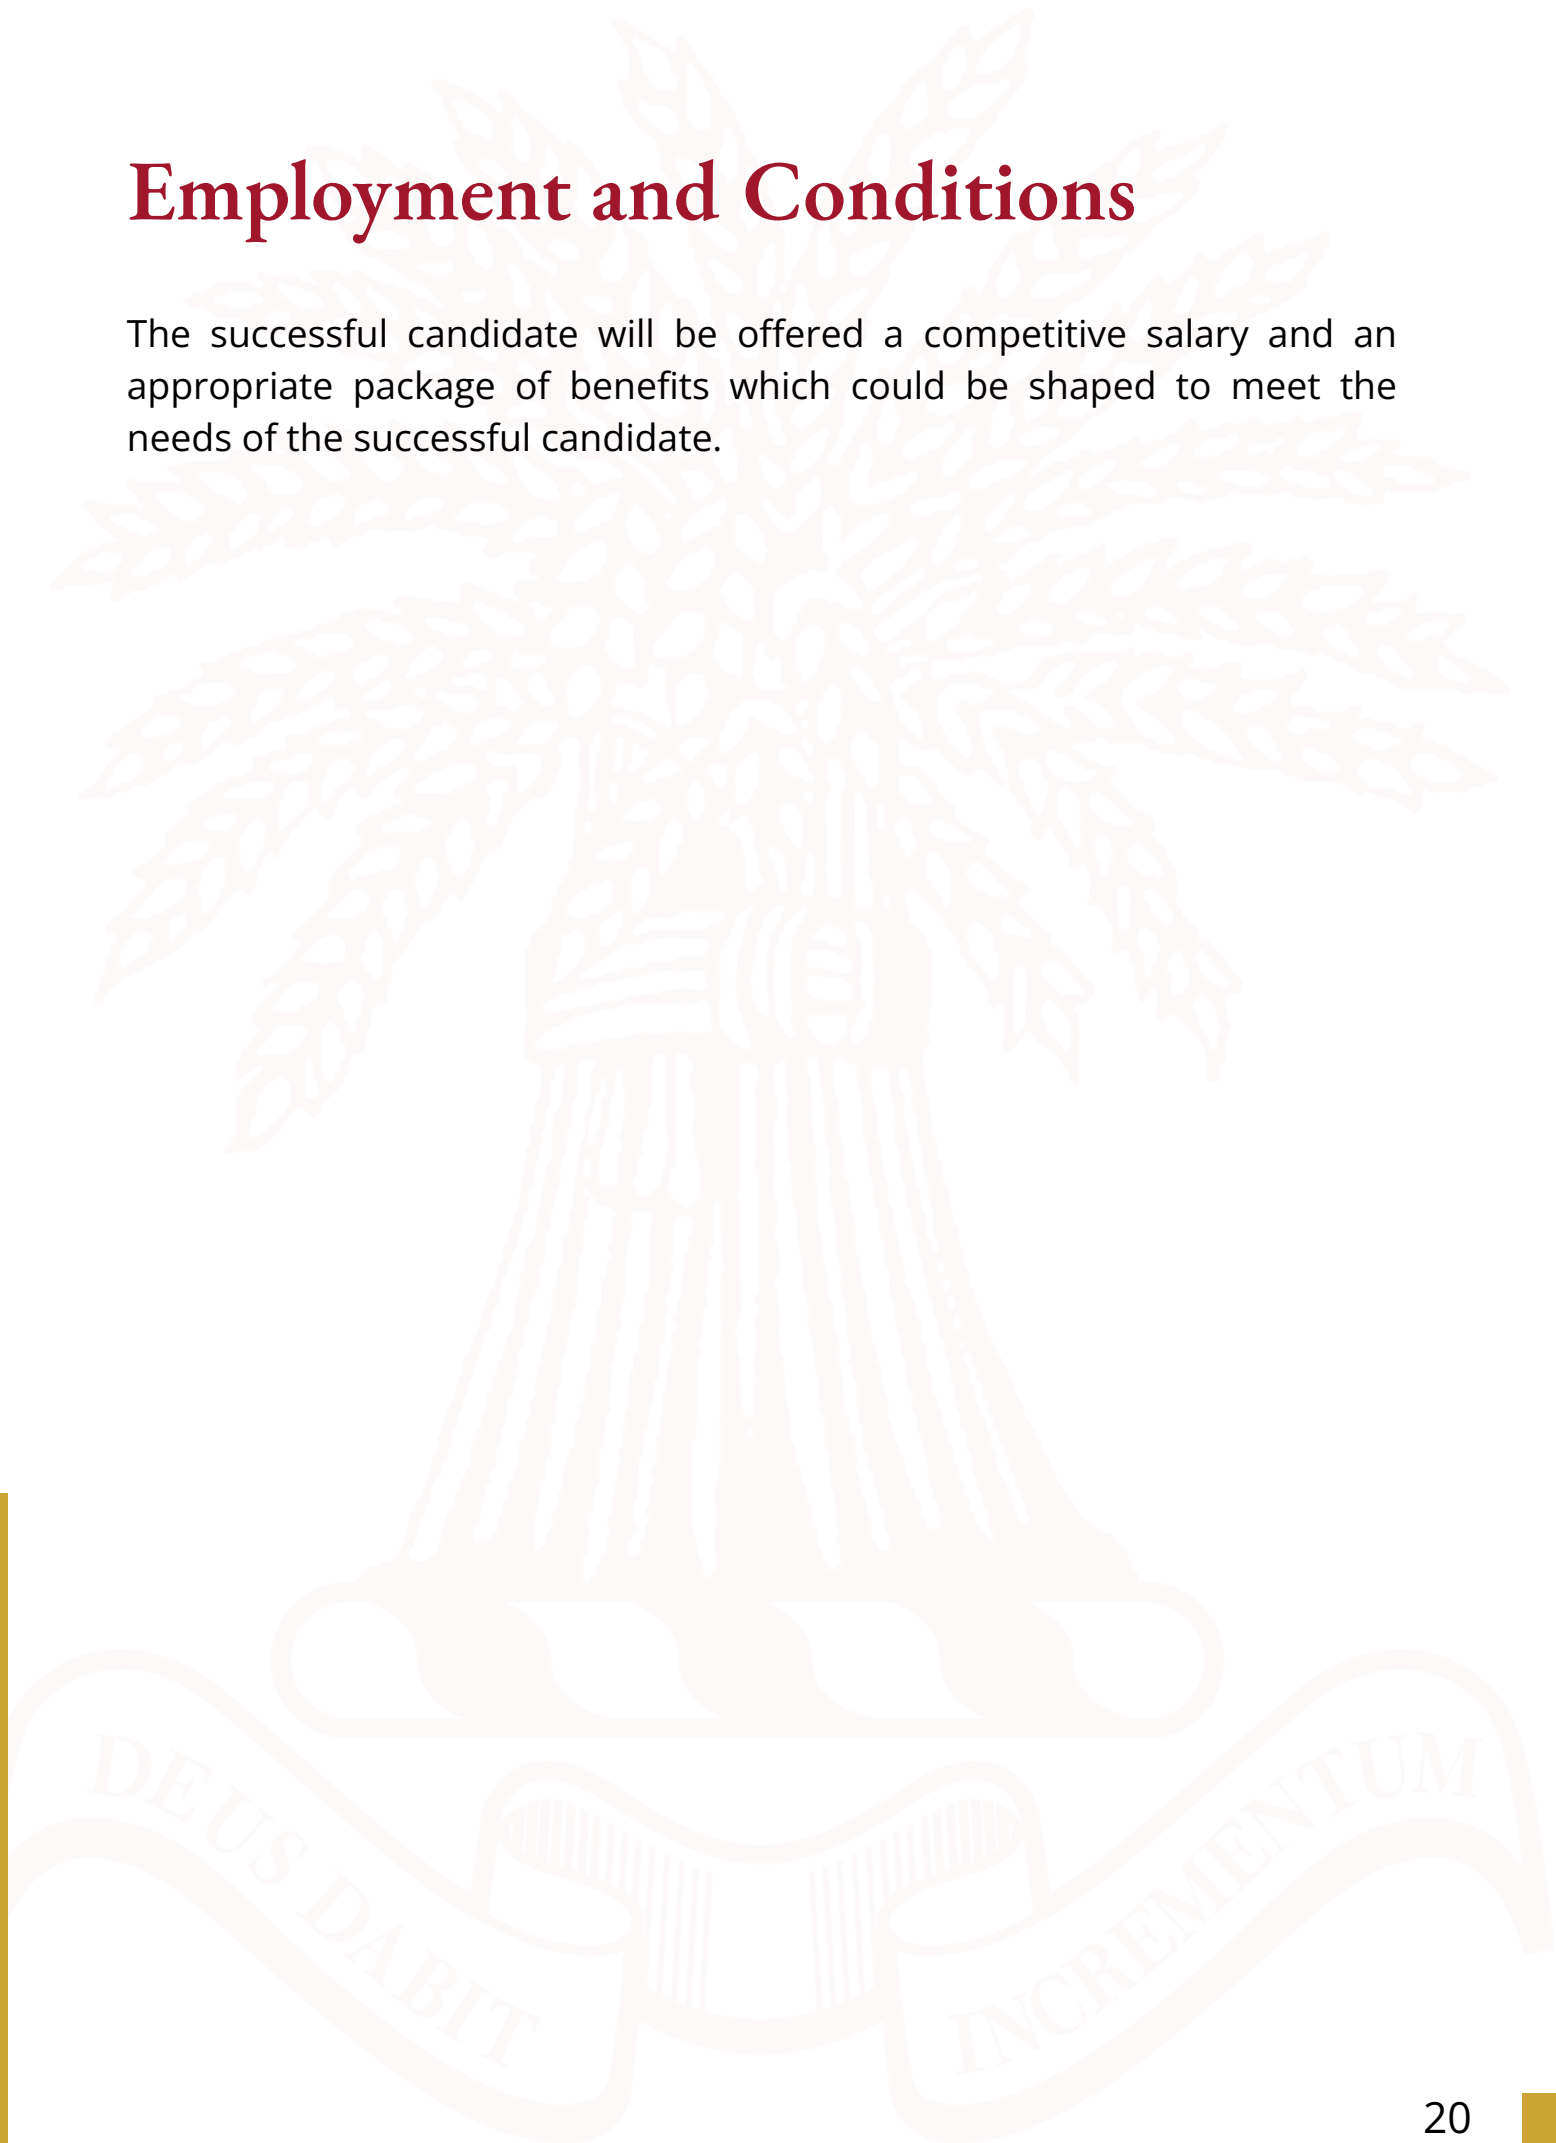 Employment and Conditions
The successful candidate will be offered a competitive salary and an
appropriate package of benefits which could be shaped to meet the
needs of the successful candidate.
DEUS DABIT
INCREMENTUM
20